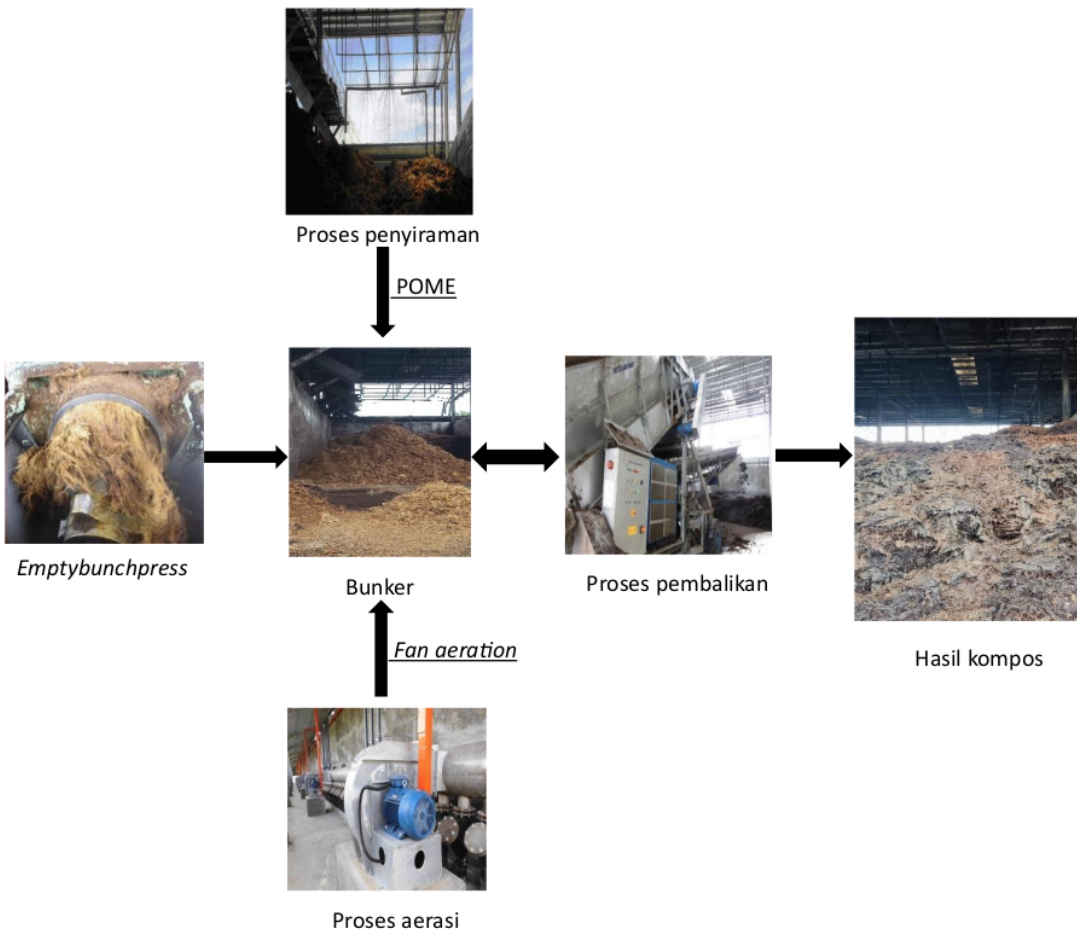 Proses penyiraman
POME
Emptybunchpress
Bunker
Proses pembalikan
Fan aeration
Hasil kompos
Proses aerasi